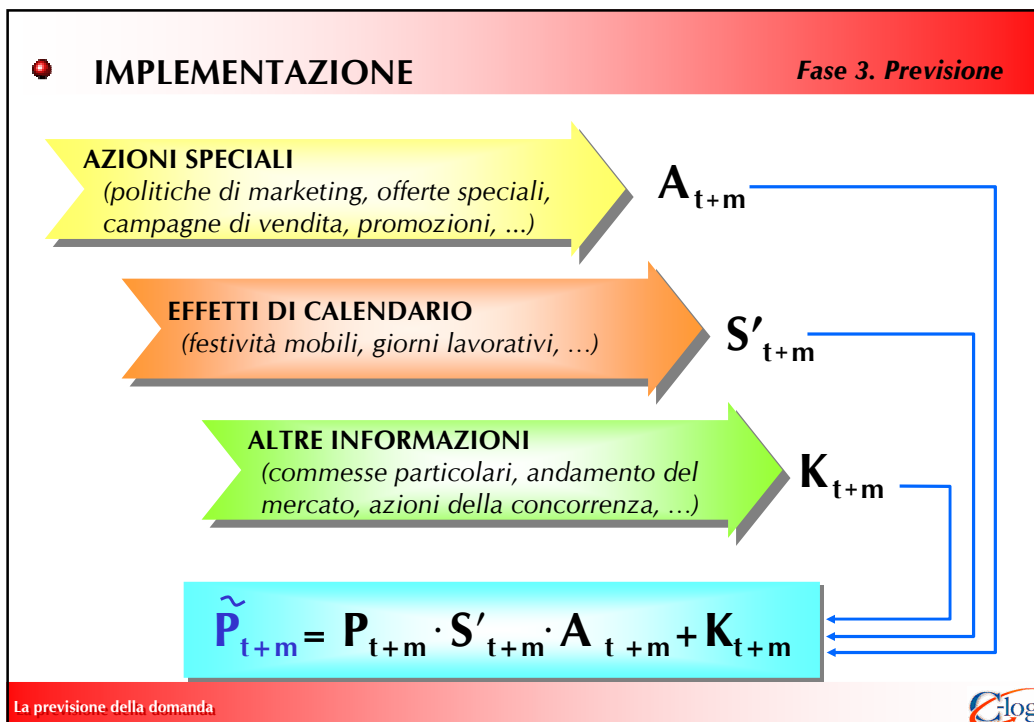 IMPLEMENTAZIONE
Fase 3. Previsione
AZIONI SPECIALI
(politiche di marketing, offerte speciali,
campagne di vendita, promozioni, ...)
A t+m
EFFETTI DI CALENDARIO
(festività mobili, giorni lavorativi, …)
S′ t+m
ALTRE INFORMAZIONI
(commesse particolari, andamento del
mercato, azioni della concorrenza, …)
K t+m
P̃ t+m = P t+m · S′ t+m · A t+m + K t+m
La previsione della domanda
C-log